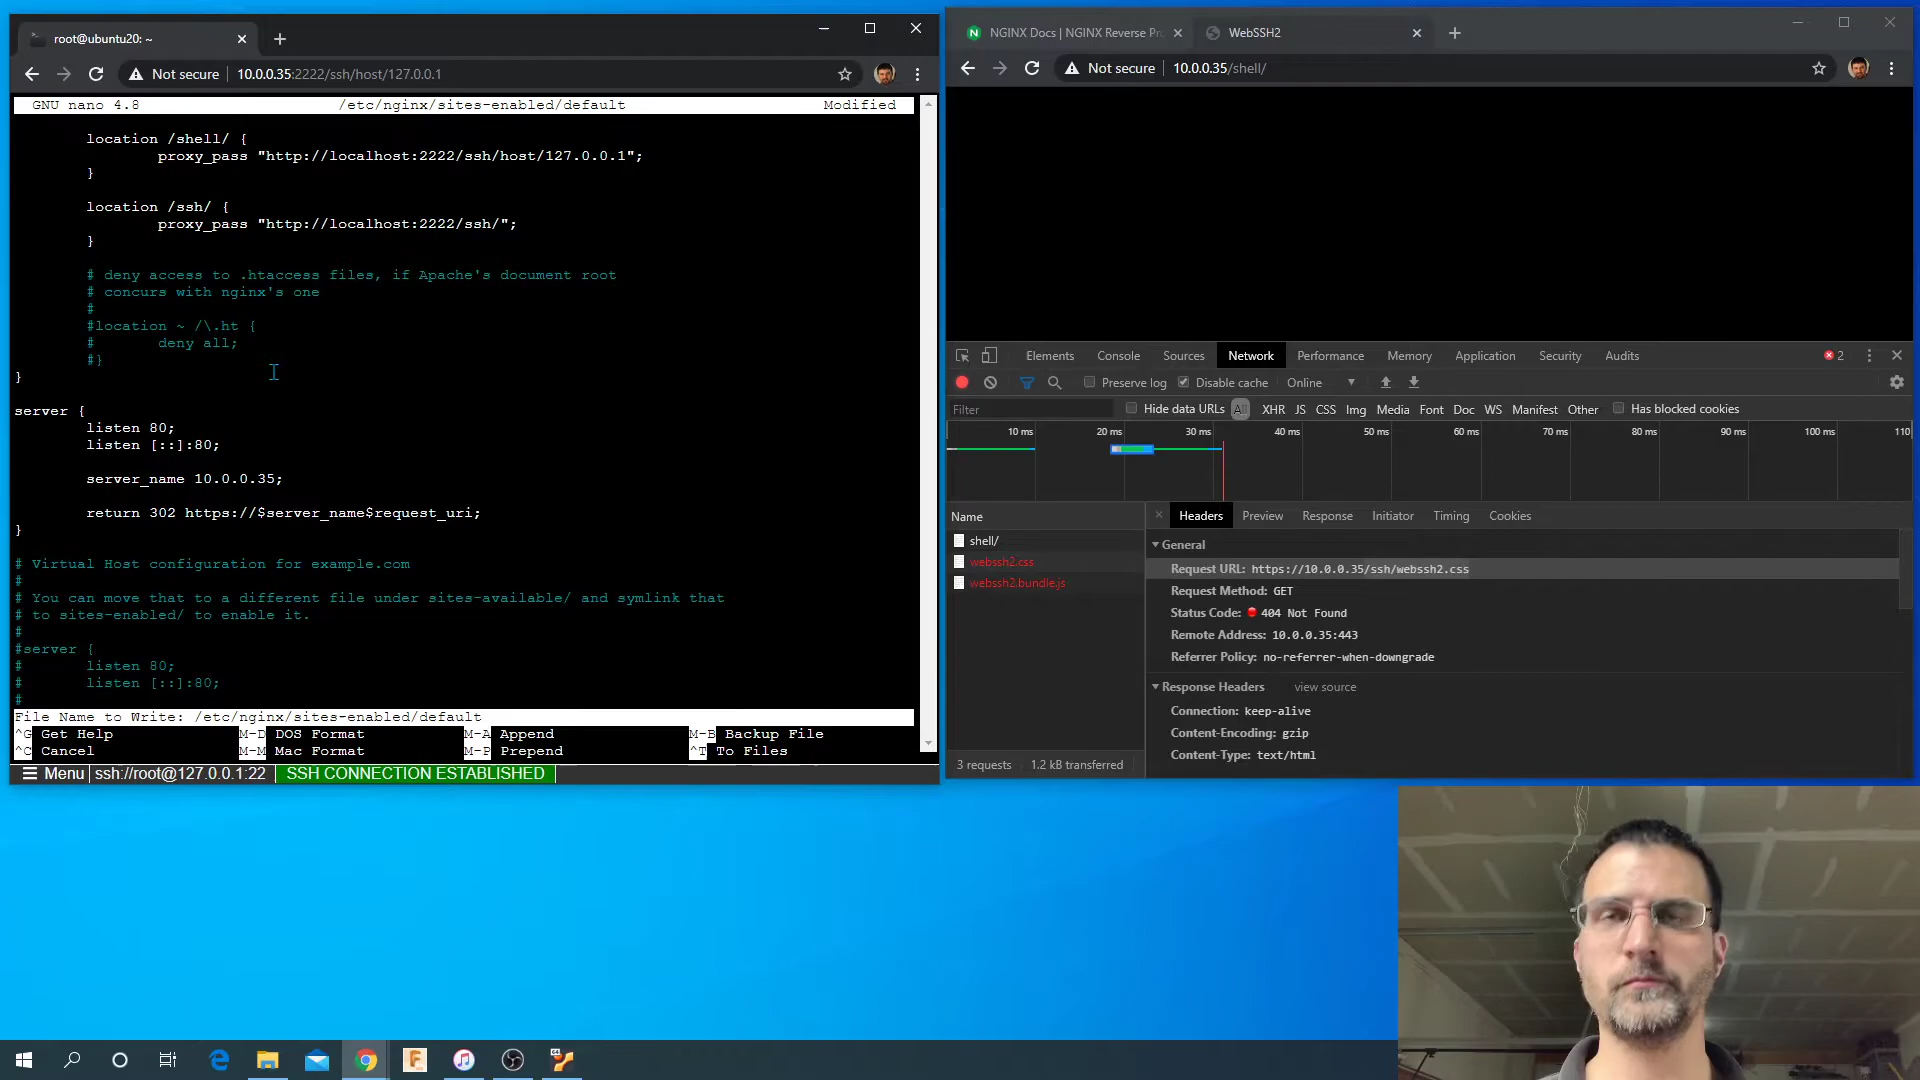 root@ubuntu20: ~
Not secure
10.0.0.35:2222/ssh/host/127.0.0.1
GNU nano 4.8
/etc/nginx/sites-enabled/default
Modified
location /shell/ {
proxy_pass "http://localhost:2222/ssh/host/127.0.0.1";
}
location /ssh/ {
proxy_pass "http://localhost:2222/ssh/";
}
# deny access to .htaccess files, if Apache's document root
# concurs with nginx's one
#
#location ~ /\.ht {
# deny all;
#}
}
server {
listen 80;
listen [::]:80;
server_name 10.0.0.35;
return 302 https://$server_name$request_uri;
}
# Virtual Host configuration for example.com
#
# You can move that to a different file under sites-available/ and symlink that
# to sites-enabled/ to enable it.
#
#server {
# listen 80;
# listen [::]:80;
#
File Name to Write: /etc/nginx/sites-enabled/default
^G Get Help M-D DOS Format M-A Append M-B Backup File
^C Cancel M-M Mac Format M-P Prepend ^T To Files
Menu ssh://root@127.0.0.1:22 SSH CONNECTION ESTABLISHED
NGINX Docs | NGINX Reverse Pr
WebSSH2
Not secure
10.0.0.35/shell/
Elements Console Sources Network Performance Memory Application Security Audits 2
Preserve log Disable cache Online
Filter Hide data URLs All XHR JS CSS Img Media Font Doc WS Manifest Other Has blocked cookies
10 ms 20 ms 30 ms 40 ms 50 ms 60 ms 70 ms 80 ms 90 ms 100 ms 110
Name
shell/
webssh2.css
webssh2.bundle.js
3 requests 1.2 kB transferred
Headers Preview Response Initiator Timing Cookies
General
Request URL: https://10.0.0.35/ssh/webssh2.css
Request Method: GET
Status Code: 404 Not Found
Remote Address: 10.0.0.35:443
Referrer Policy: no-referrer-when-downgrade
Response Headers view source
Connection: keep-alive
Content-Encoding: gzip
Content-Type: text/html